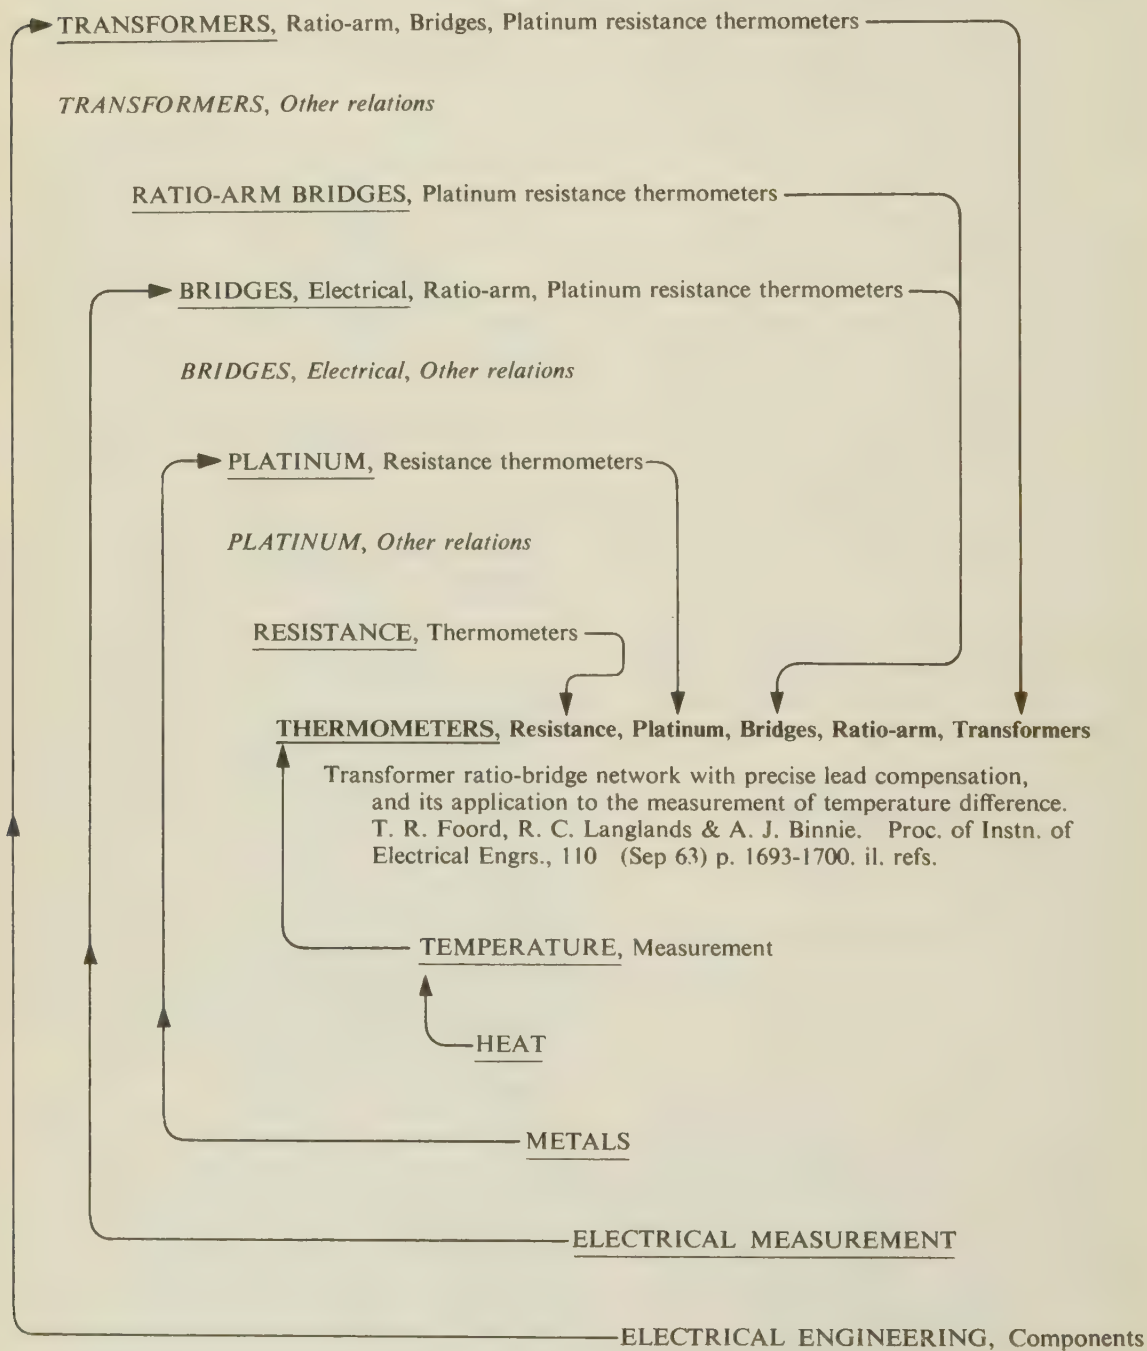 TRANSFORMERS, Ratio-arm, Bridges, Platinum resistance thermometers
TRANSFORMERS, Other relations
RATIO-ARM BRIDGES, Platinum resistance thermometers
BRIDGES, Electrical, Ratio-arm, Platinum resistance thermometers
BRIDGES, Electrical, Other relations
PLATINUM, Resistance thermometers
PLATINUM, Other relations
RESISTANCE, Thermometers
THERMOMETERS, Resistance, Platinum, Bridges, Ratio-arm, Transformers
Transformer ratio-bridge network with precise lead compensation,
and its application to the measurement of temperature difference.
T. R. Foord, R. C. Langlands & A. J. Binnie. Proc. of Instn. of
Electrical Engrs., 110 (Sep 63) p. 1693-1700. il. refs.
TEMPERATURE, Measurement
HEAT
METALS
ELECTRICAL MEASUREMENT
ELECTRICAL ENGINEERING, Components